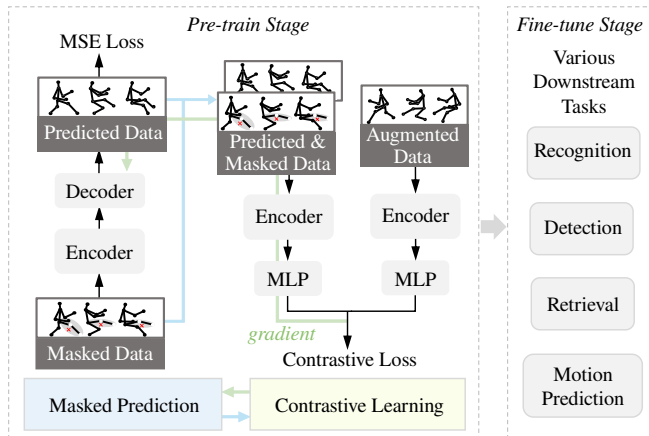 Pre-train Stage
MSE Loss
Predicted Data
Decoder
Encoder
Masked Data
Predicted &
Masked Data
Encoder
MLP
Augmented
Data
Encoder
MLP
gradient
Contrastive Loss
Masked Prediction
Contrastive Learning
Fine-tune Stage
Various
Downstream
Tasks
Recognition
Detection
Retrieval
Motion
Prediction